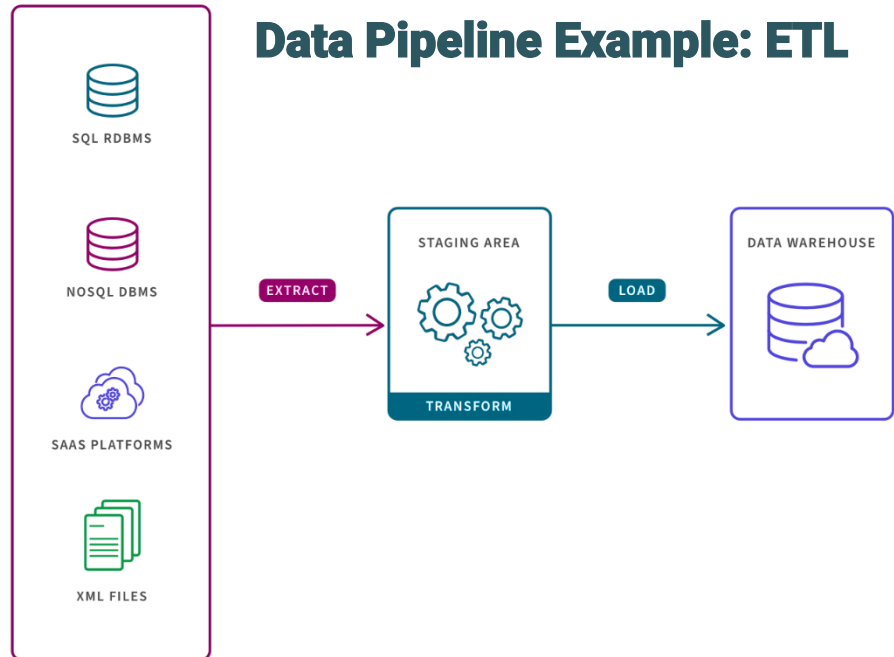 Data Pipeline Example: ETL
SQL RDBMS
NOSQL DBMS
SAAS PLATFORMS
XML FILES
EXTRACT
STAGING AREA
TRANSFORM
LOAD
DATA WAREHOUSE